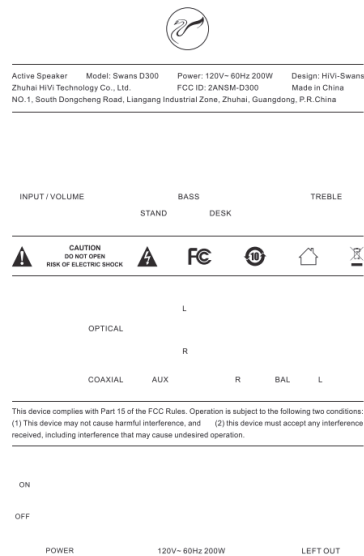 Active Speaker Model: Swans D300 Power: 120V~ 60Hz 200W Design: HiVi-Swans
Zhuhai HiVi Technology Co., Ltd. FCC ID: 2ANSM-D300 Made in China
NO.1, South Dongcheng Road, Liangang Industrial Zone, Zhuhai, Guangdong, P.R.China
INPUT / VOLUME BASS TREBLE
STAND DESK
CAUTION
DO NOT OPEN
RISK OF ELECTRIC SHOCK
FC
10
L
OPTICAL
R
COAXIAL AUX R BAL L
This device complies with Part 15 of the FCC Rules. Operation is subject to the following two conditions:
(1) This device may not cause harmful interference, and (2) this device must accept any interference
received, including interference that may cause undesired operation.
ON
OFF
POWER 120V~ 60Hz 200W LEFT OUT